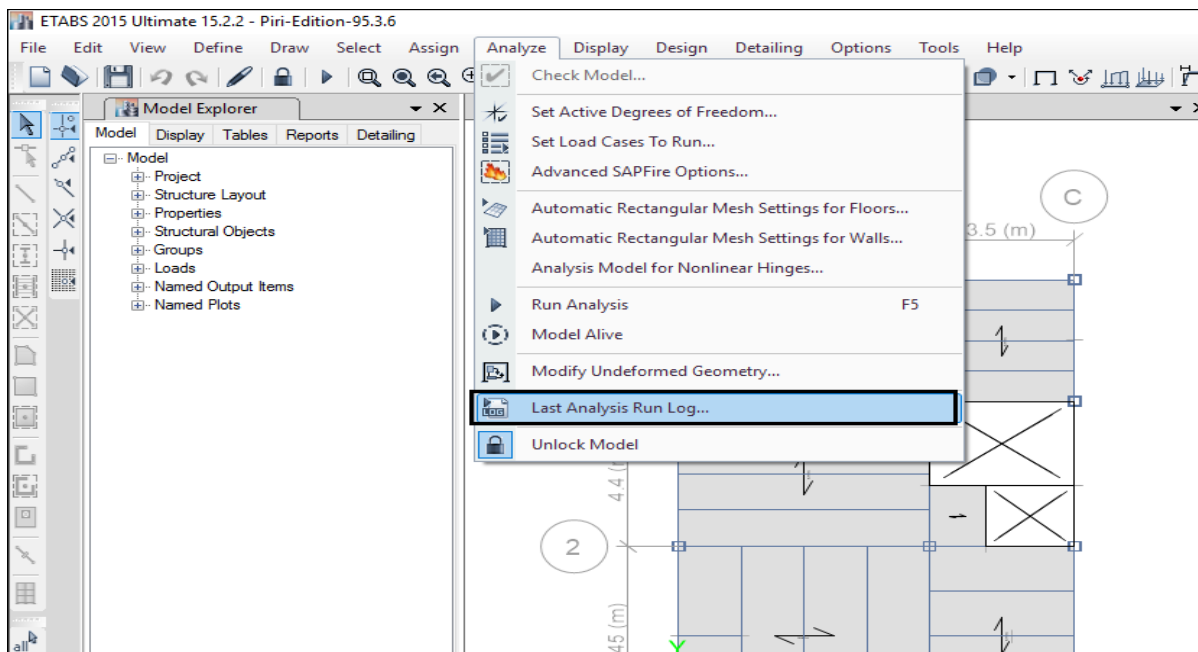 ETABS 2015 Ultimate 15.2.2 - Piri-Edition-95.3.6
File Edit View Define Draw Select Assign Analyze Display Design Detailing Options Tools Help
Model Explorer
Model Display Tables Reports Detailing
Model
Project
Structure Layout
Properties
Structural Objects
Groups
Loads
Named Output Items
Named Plots
Check Model...
Set Active Degrees of Freedom...
Set Load Cases To Run...
Advanced SAPFire Options...
Automatic Rectangular Mesh Settings for Floors...
Automatic Rectangular Mesh Settings for Walls...
Analysis Model for Nonlinear Hinges...
Run Analysis F5
Model Alive
Modify Undeformed Geometry...
LOG Last Analysis Run Log...
Unlock Model
C
3.5 (m)
4.4
2
45 (m)
Y
all